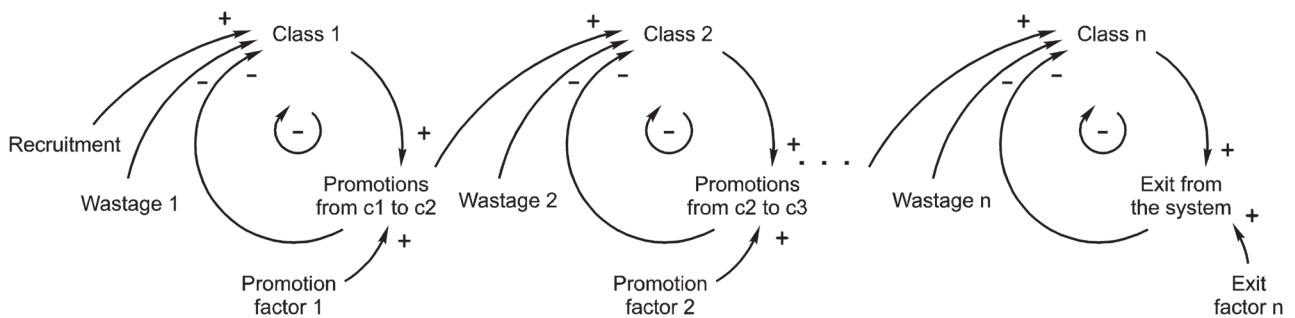 +
Class 1
-
-
Recruitment
-
+
Wastage 1
Promotions
from c1 to c2
+
Promotion
factor 1
+
Class 2
-
-
-
+
Wastage 2
Promotions
from c2 to c3
+
Promotion
factor 2
. . .
+
Class n
-
-
-
+
Wastage n
Exit from
the system
+
Exit
factor n